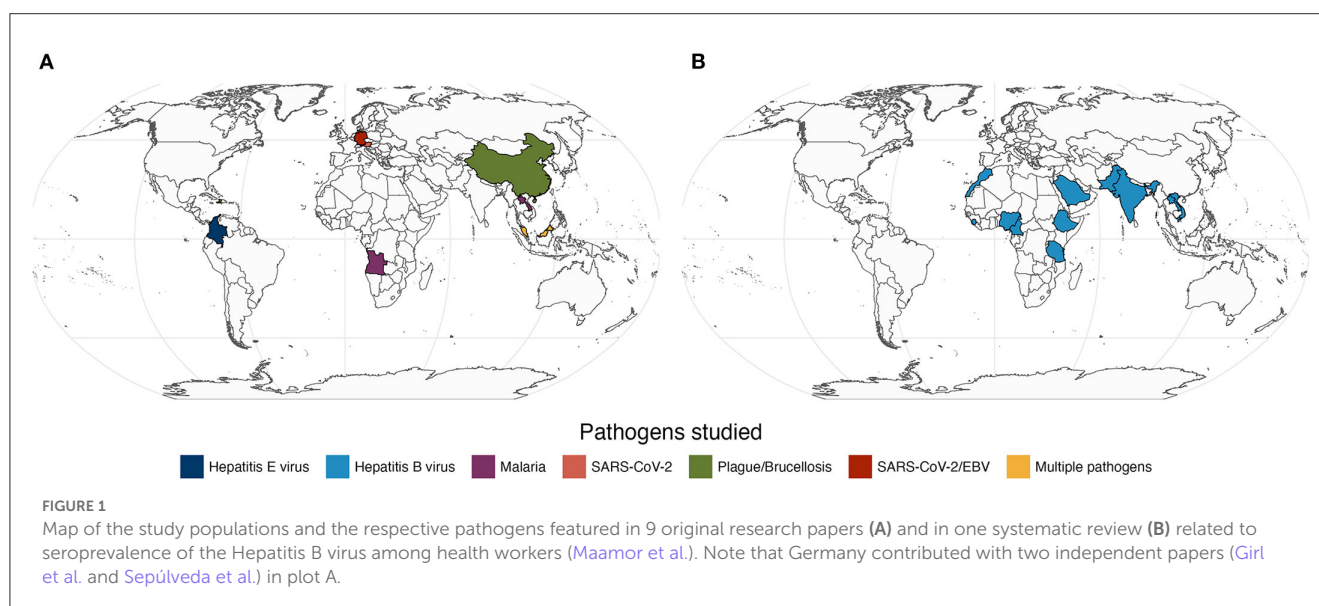 A
B
Pathogens studied
Hepatitis E virus Hepatitis B virus Malaria SARS-CoV-2 Plague/Brucellosis SARS-CoV-2/EBV Multiple pathogens
FIGURE 1
Map of the study populations and the respective pathogens featured in 9 original research papers (A) and in one systematic review (B) related to
seroprevalence of the Hepatitis B virus among health workers (Maamor et al.). Note that Germany contributed with two independent papers (Girl
et al. and Sepúlveda et al.) in plot A.